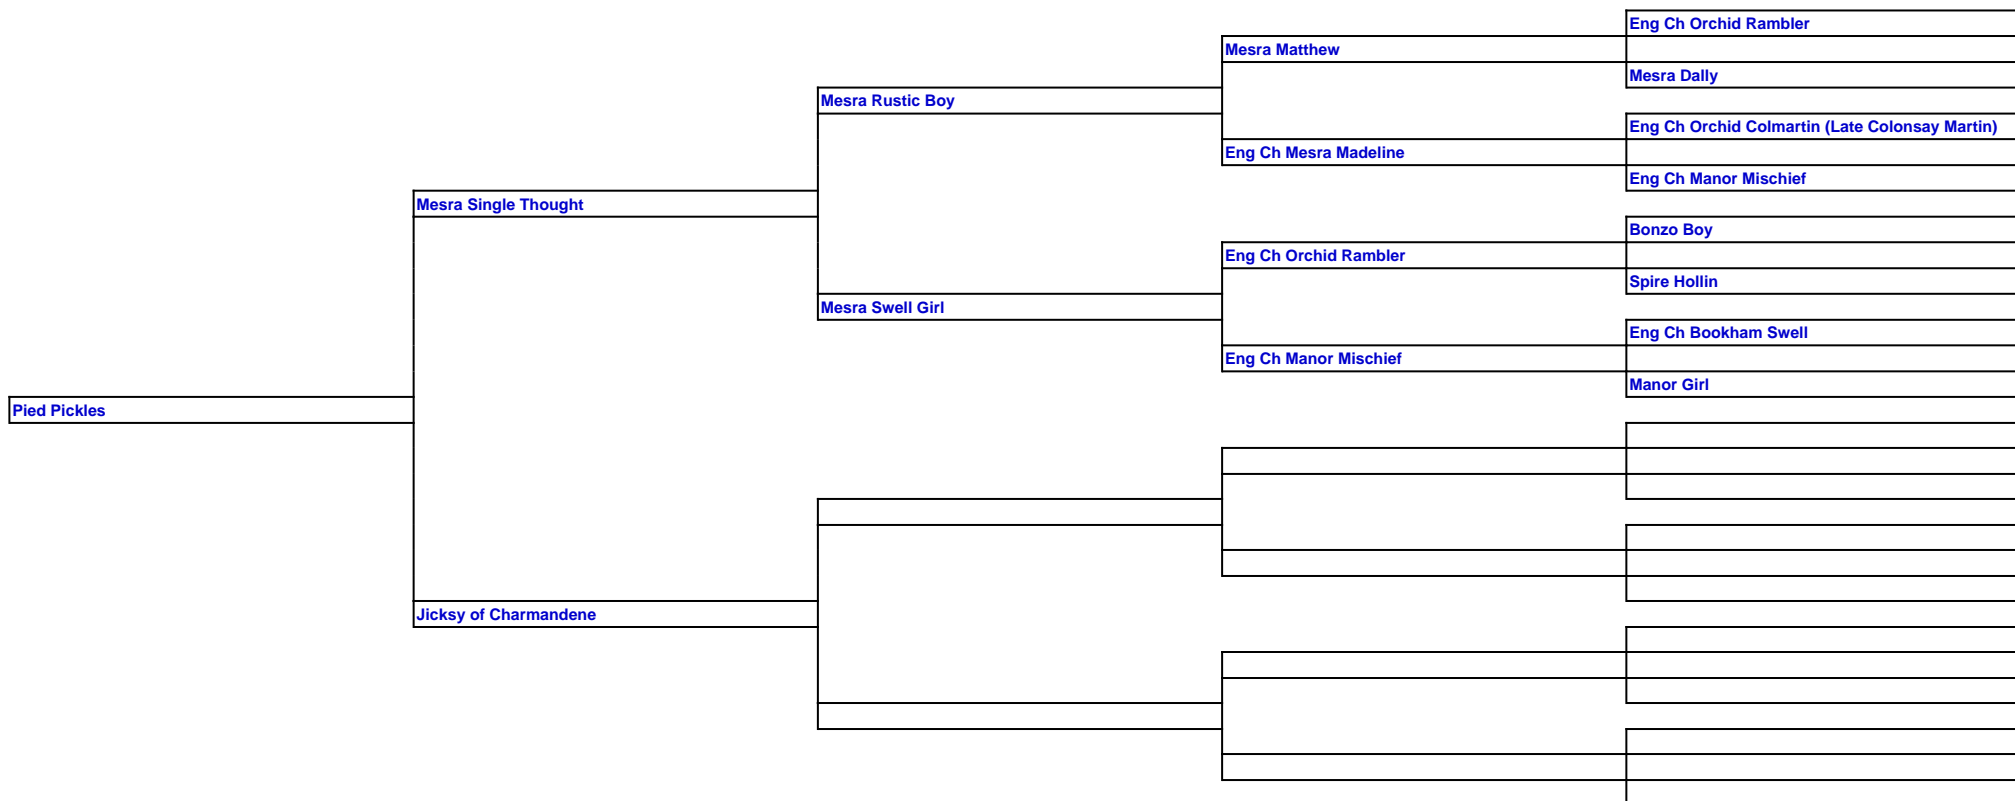 Eng Ch Orchid Rambler
Mesra Matthew
Mesra Dally
Mesra Rustic Boy
Eng Ch Orchid Colmartin (Late Colonsay Martin)
Eng Ch Mesra Madeline
Eng Ch Manor Mischief
Mesra Single Thought
Bonzo Boy
Eng Ch Orchid Rambler
Spire Hollin
Mesra Swell Girl
Eng Ch Bookham Swell
Eng Ch Manor Mischief
Manor Girl
Pied Pickles
Jicksy of Charmandene